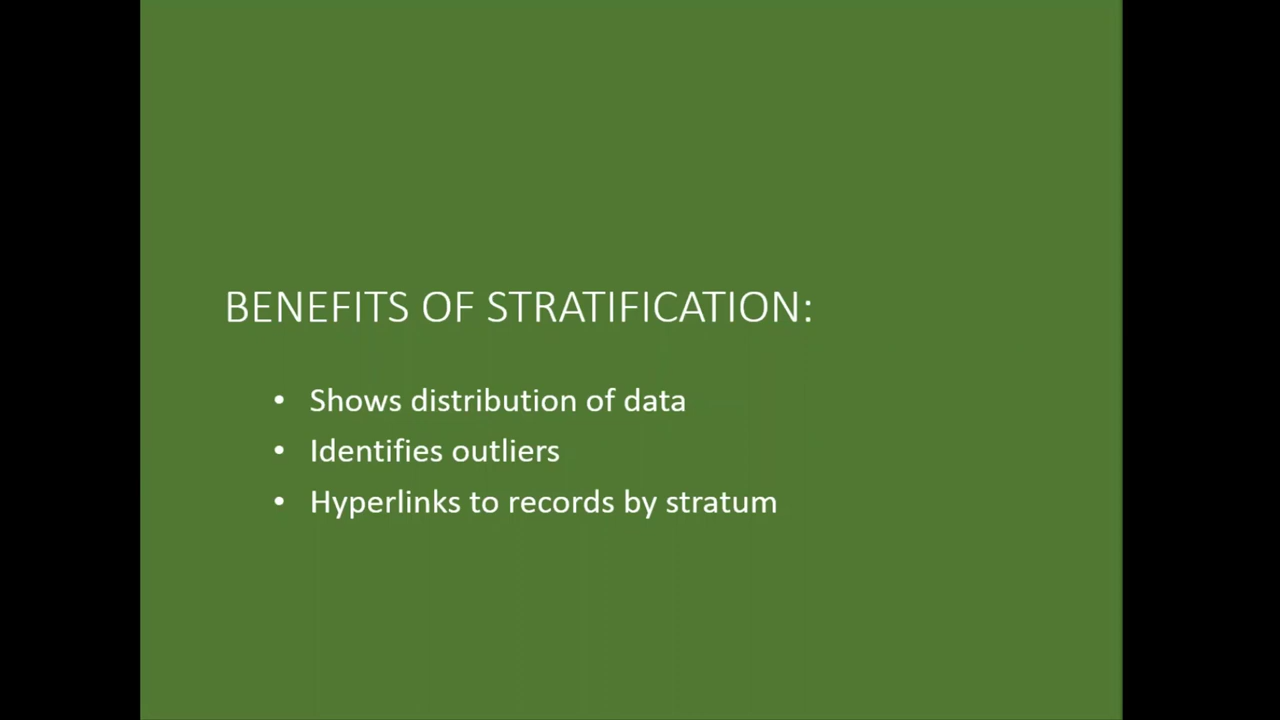 BENEFITS OF STRATIFICATION:
• Shows distribution of data
• Identifies outliers
• Hyperlinks to records by stratum